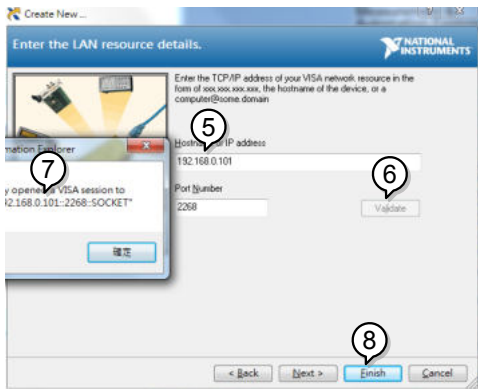 Create New ...
Enter the LAN resource details.
NATIONAL
INSTRUMENTS
Enter the TCP/IP address of your VISA network resource in the
form of xxx.xxx.xxx.xxx, the hostname of the device, or a
computer@some.domain
5
IP address
192.168.0.101
mation Explorer
7
y opened a VISA session to
92.168.0.101::2268::SOCKET"
確定
Port Number
2268
6
Validate
8
< Back
Next >
Finish
Cancel